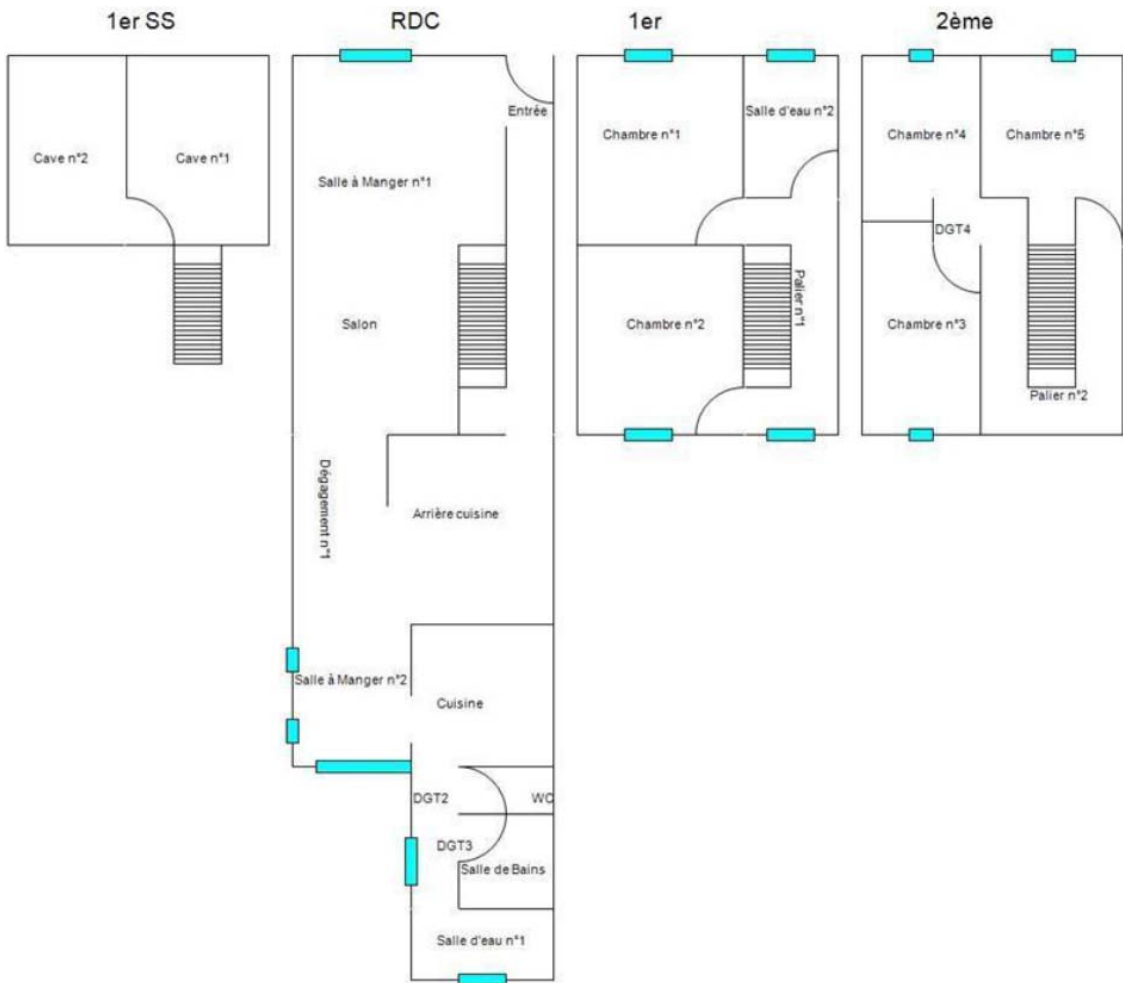 1er SS
RDC
1er
2ème
Cave n°2
Cave n°1
Entrée
Salle à Manger n°1
Salon
Dégagement n°1
Arrière cuisine
Salle à Manger n°2
Cuisine
DGT2
WC
DGT3
Salle de Bains
Salle d'eau n°1
Chambre n°1
Salle d'eau n°2
Chambre n°2
Palier n°1
Chambre n°4
Chambre n°5
DGT4
Chambre n°3
Palier n°2